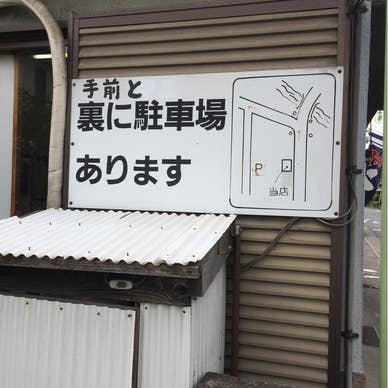 手前と
裏に駐車場
あります
P
当店